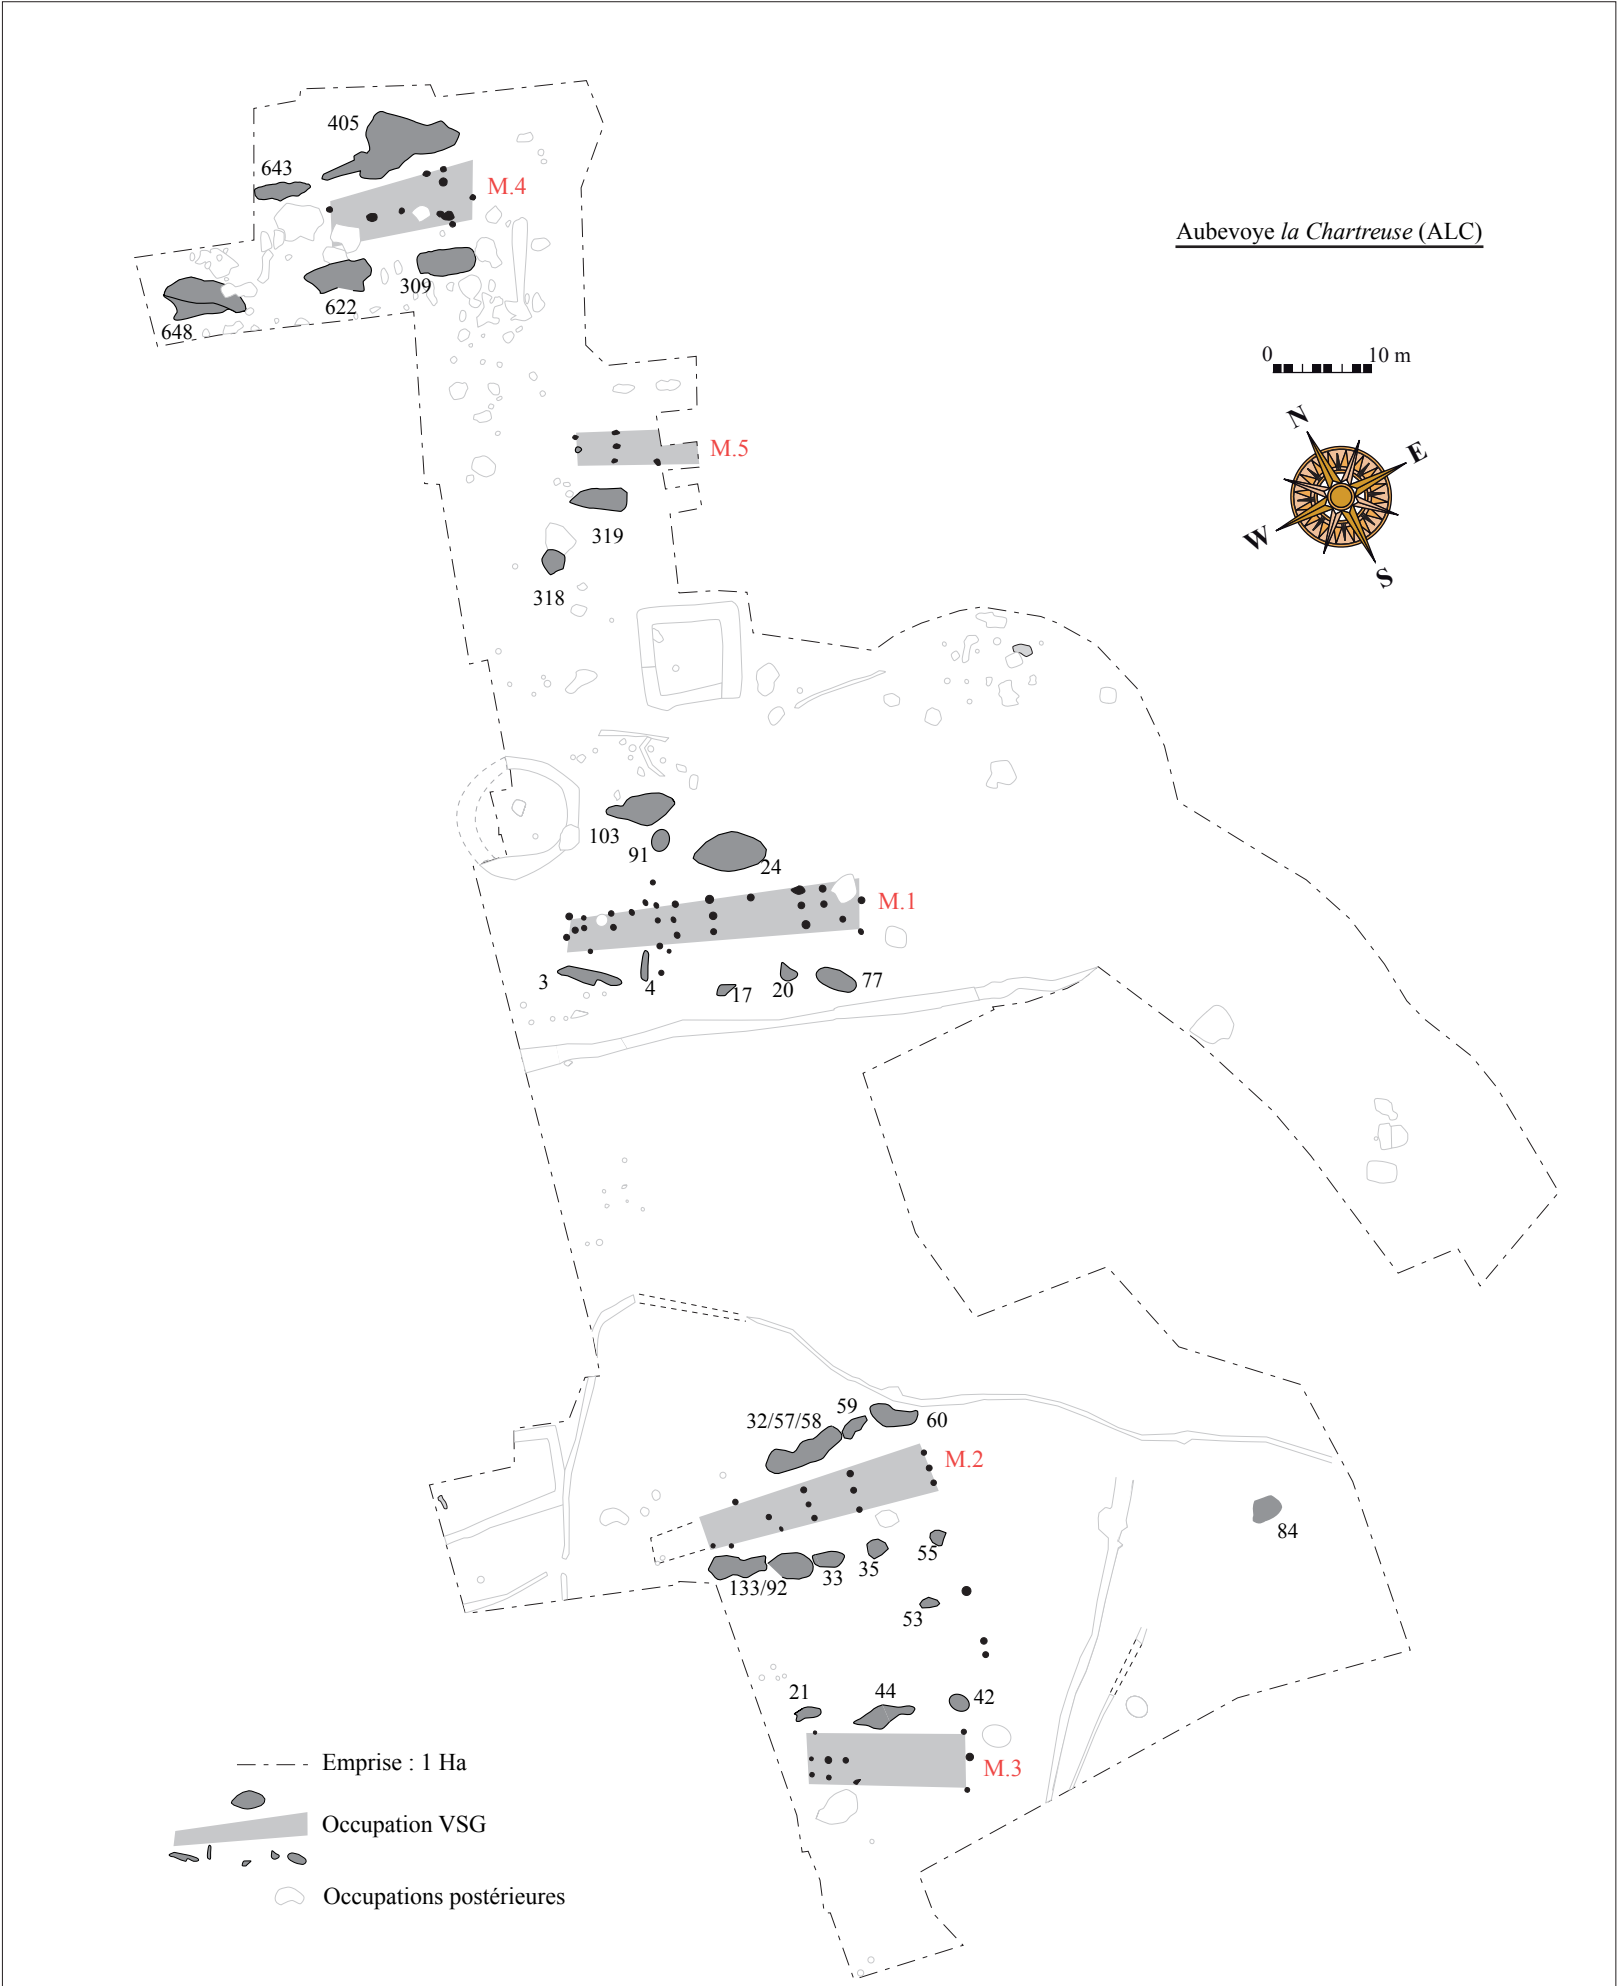 405
643
M.4
Aubevoye la Chartreuse (ALC)
309
622
648
0 10 m
N
E
W
S
M.5
319
318
103
91
24
M.1
3
4
17
20
77
59
32/57/58
60
M.2
84
55
35
33
133/92
53
21
44
42
M.3
Emprise : 1 Ha
Occupation VSG
Occupations postérieures